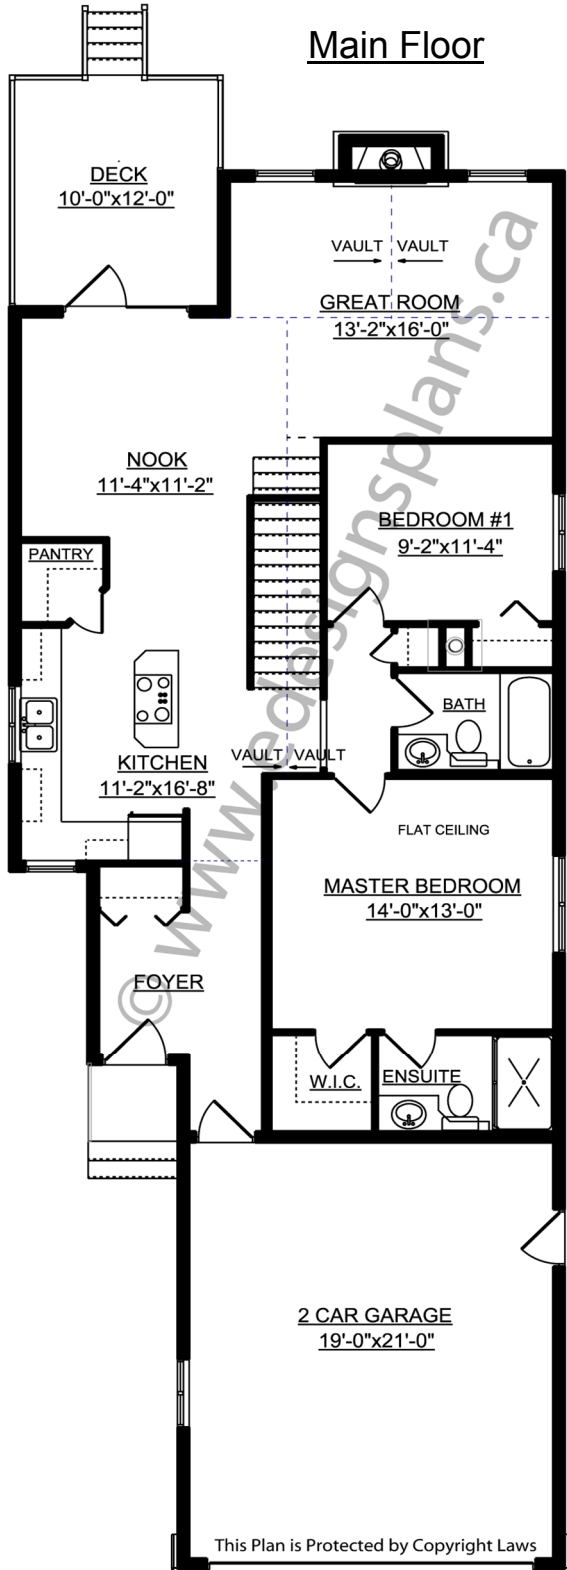 Main Floor
DECK
10'-0"x12'-0"
VAULT VAULT
GREAT ROOM
13'-2"x16'-0"
NOOK
11'-4"x11'-2"
BEDROOM #1
9'-2"x11'-4"
PANTRY
BATH
KITCHEN
11'-2"x16'-8"
VAULT VAULT
FLAT CEILING
MASTER BEDROOM
14'-0"x13'-0"
FOYER
W.I.C.
ENSUITE
2 CAR GARAGE
19'-0"x21'-0"
This Plan is Protected by Copyright Laws
© www.edesignsplans.ca